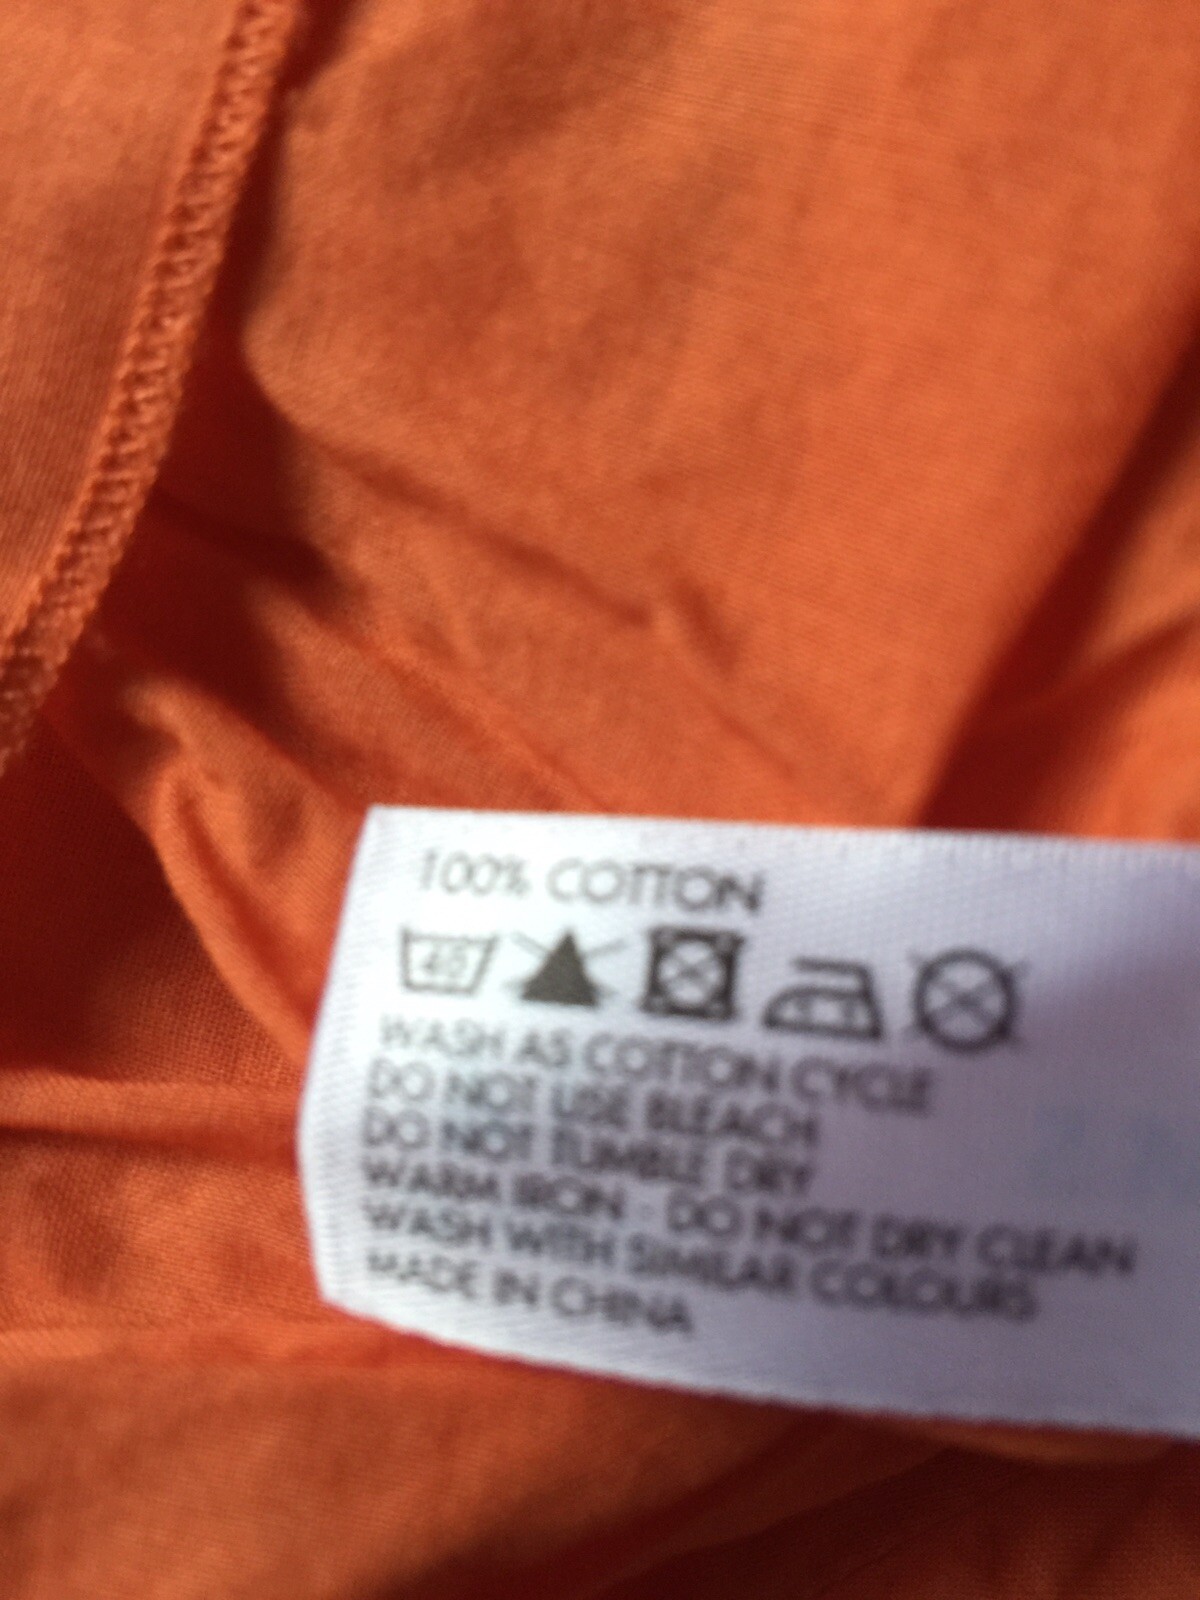 100% COTTON
40
WASH AS COTTON CYCLE
DO NOT USE BLEACH
DO NOT TUMBLE DRY
WARM IRON · DO NOT DRY CLEAN
WASH WITH SIMILAR COLOURS
MADE IN CHINA